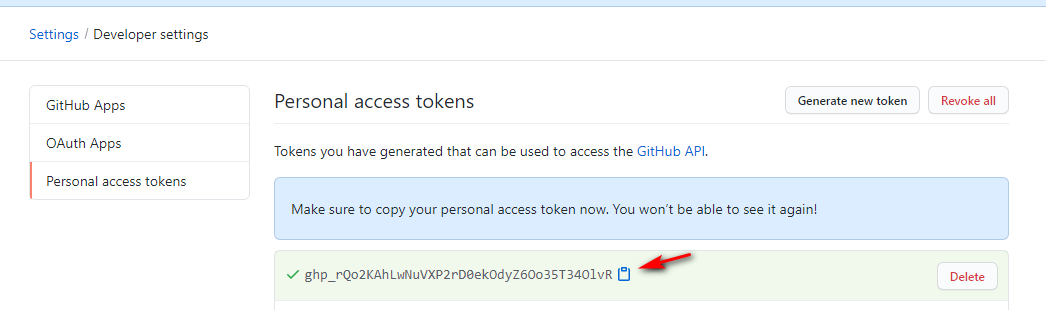 Settings / Developer settings
GitHub Apps
OAuth Apps
Personal access tokens
Personal access tokens
Generate new token
Revoke all
Tokens you have generated that can be used to access the GitHub API.
Make sure to copy your personal access token now. You won't be able to see it again!
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
Delete